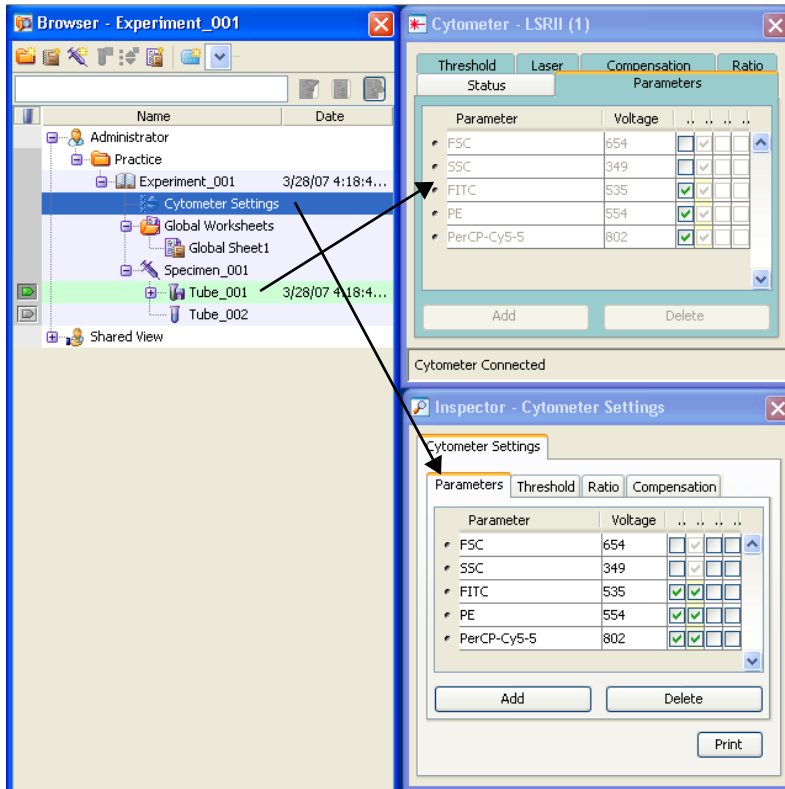 Browser - Experiment_001
Name Date
Administrator
Practice
Experiment_001 3/28/07 4:18:4...
Cytometer Settings
Global Worksheets
Global Sheet1
Specimen_001
Tube_001 3/28/07 4:18:4...
Tube_002
Shared View
Cytometer - LSRII (1)
Threshold Laser Compensation Ratio
Status Parameters
Parameter Voltage .. .. .. ..
FSC 654
SSC 349
FITC 535
PE 554
PerCP-Cy5-5 802
Add Delete
Cytometer Connected
Inspector - Cytometer Settings
Cytometer Settings
Parameters Threshold Ratio Compensation
Parameter Voltage .. .. .. ..
FSC 654
SSC 349
FITC 535
PE 554
PerCP-Cy5-5 802
Add Delete
Print